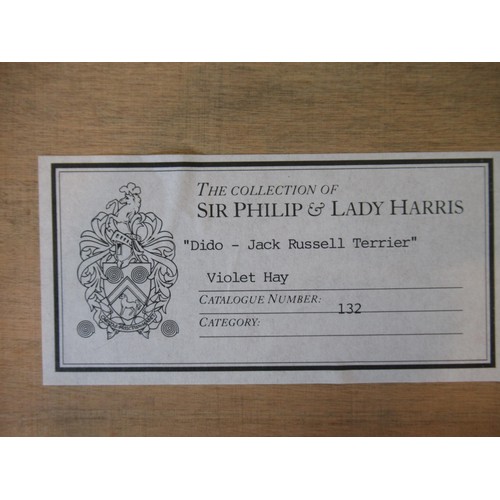 THE COLLECTION OF
SIR PHILIP & LADY HARRIS
"Dido - Jack Russell Terrier"
Violet Hay
CATALOGUE NUMBER: 132
CATEGORY: